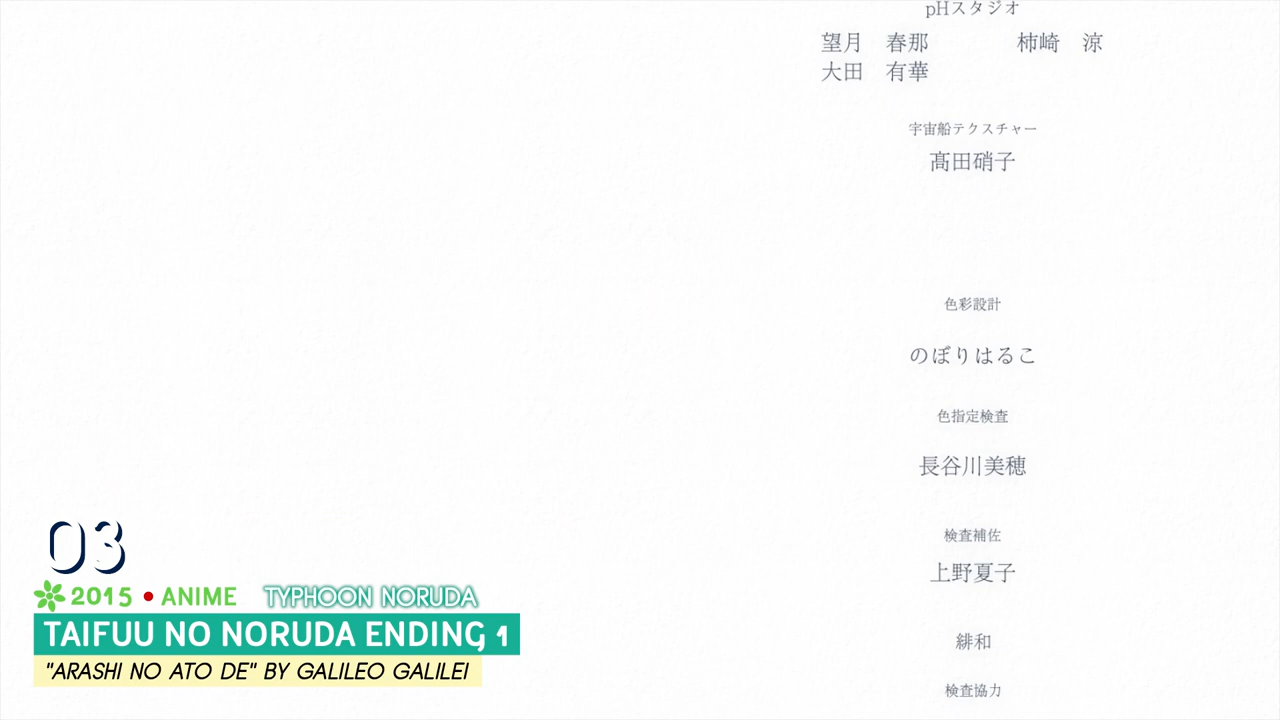 pHスタジオ
望月　春那　　柿崎　涼
大田　有華
宇宙船テクスチャー
髙田硝子
色彩設計
のぼりはるこ
色指定検査
長谷川美穂
検査補佐
上野夏子
緋和
検査協力
03
2015 • ANIME TYPHOON NORUDA
TAIFUU NO NORUDA ENDING 1
"ARASHI NO ATO DE" BY GALILEO GALILEI